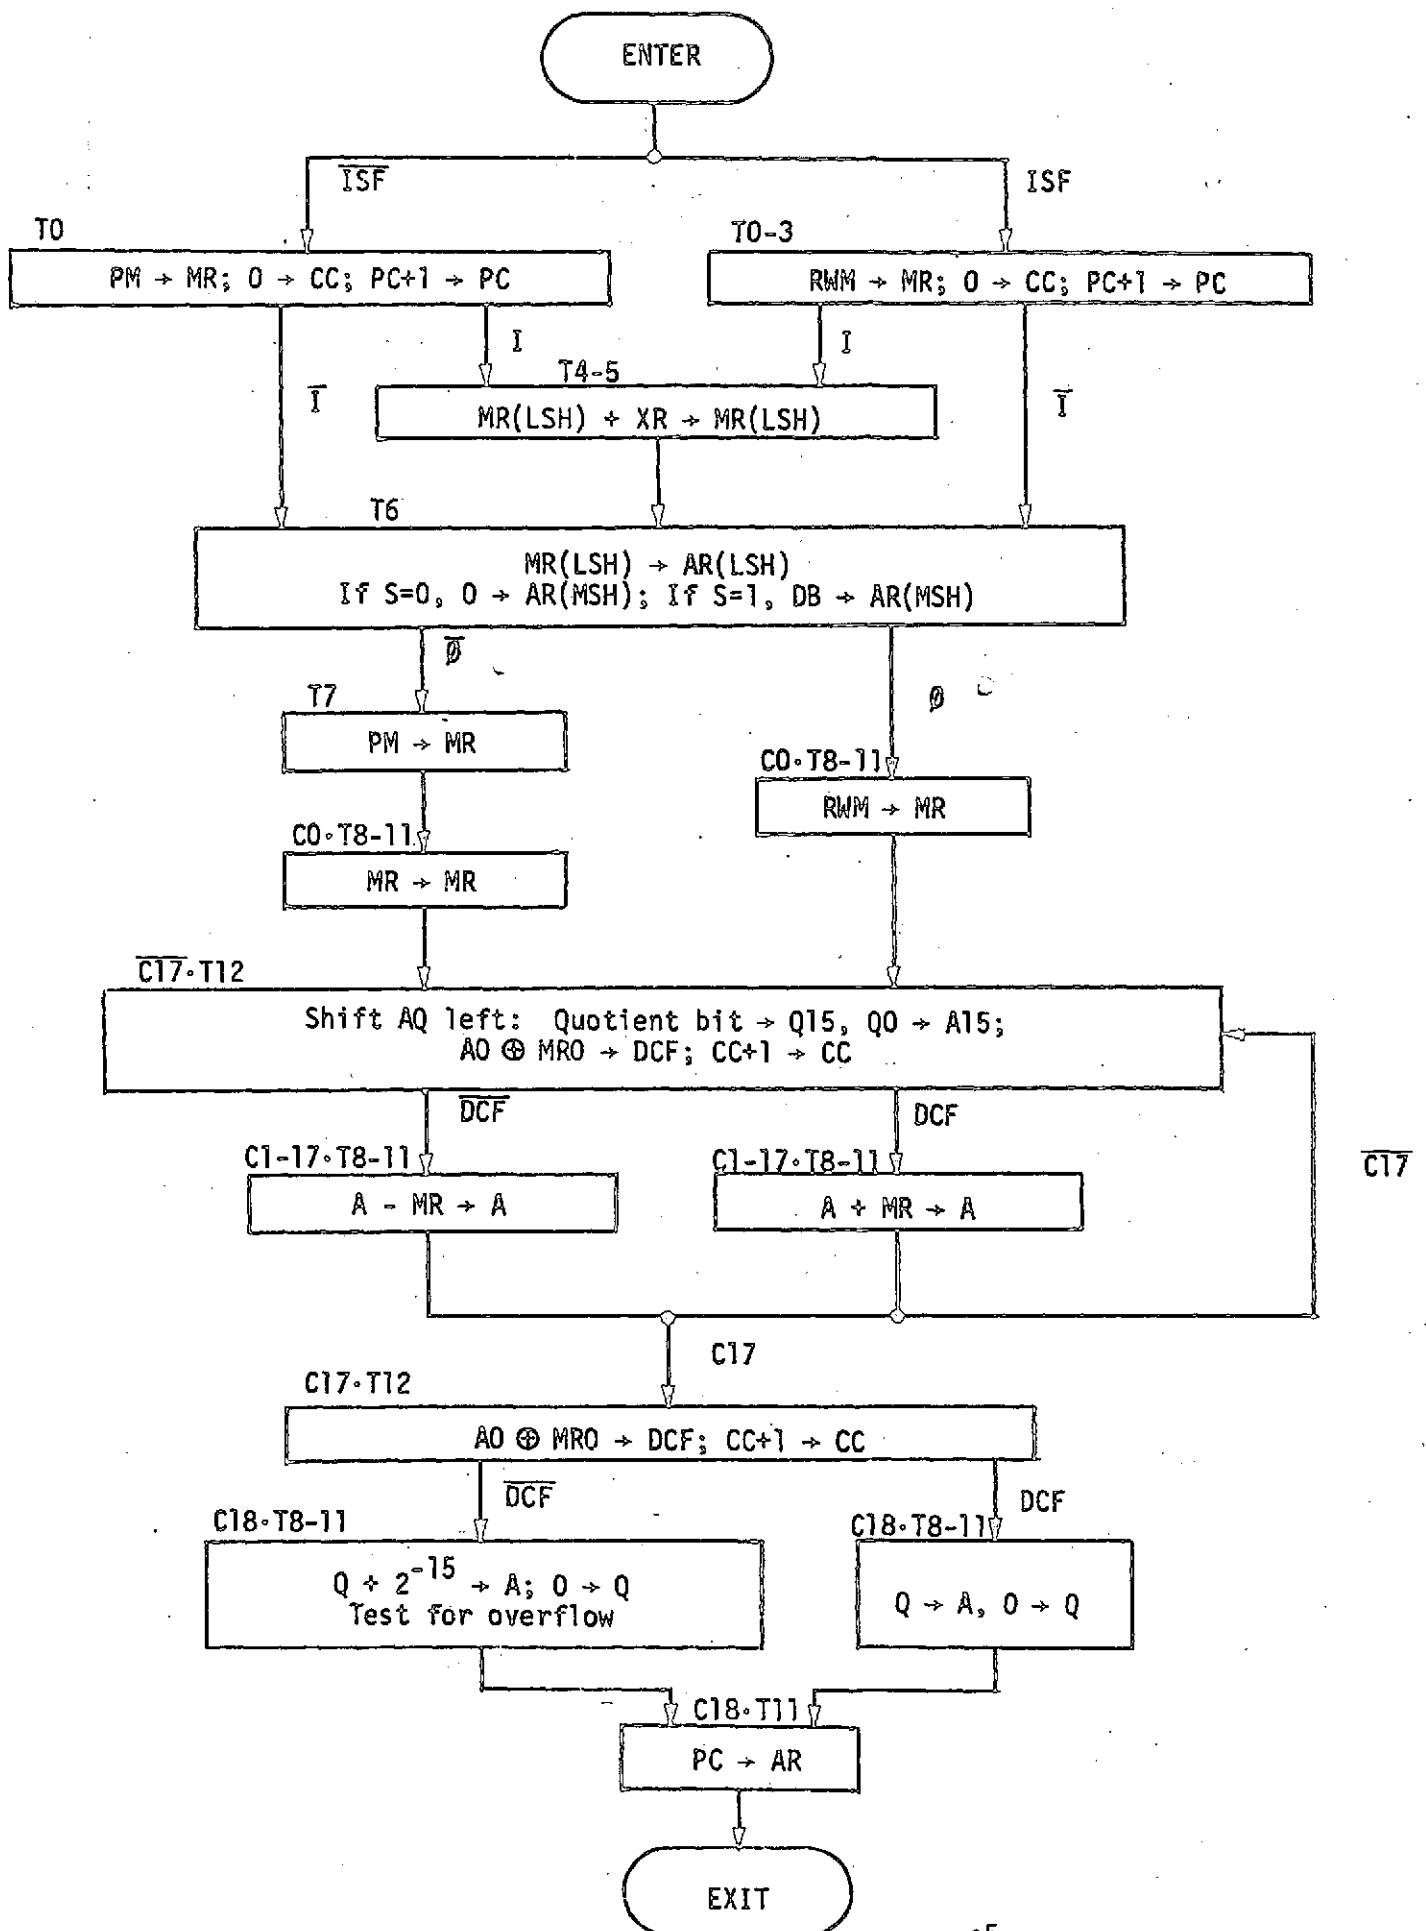 ENTER
I̅S̅F̅
ISF
T0
T0-3
PM → MR; 0 → CC; PC+1 → PC
RWM → MR; 0 → CC; PC+1 → PC
I
I
T4-5
I̅
I̅
MR(LSH) + XR → MR(LSH)
T6
MR(LSH) → AR(LSH)
If S=0, 0 → AR(MSH); If S=1, DB → AR(MSH)
Ø̅
Ø
T7
PM → MR
C0·T8-11
RWM → MR
C0·T8-11
MR → MR
C̅1̅7̅·T12
Shift AQ left: Quotient bit → Q15, Q0 → A15;
A0 ⊕ MR0 → DCF; CC+1 → CC
D̅C̅F̅
DCF
C1-17·T8-11
C1-17·T8-11
C̅1̅7̅
A - MR → A
A + MR → A
C17
C17·T12
A0 ⊕ MR0 → DCF; CC+1 → CC
D̅C̅F̅
DCF
C18·T8-11
C18·T8-11
Q + 2⁻¹⁵ → A; 0 → Q
Test for overflow
Q → A, 0 → Q
C18·T11
PC → AR
EXIT